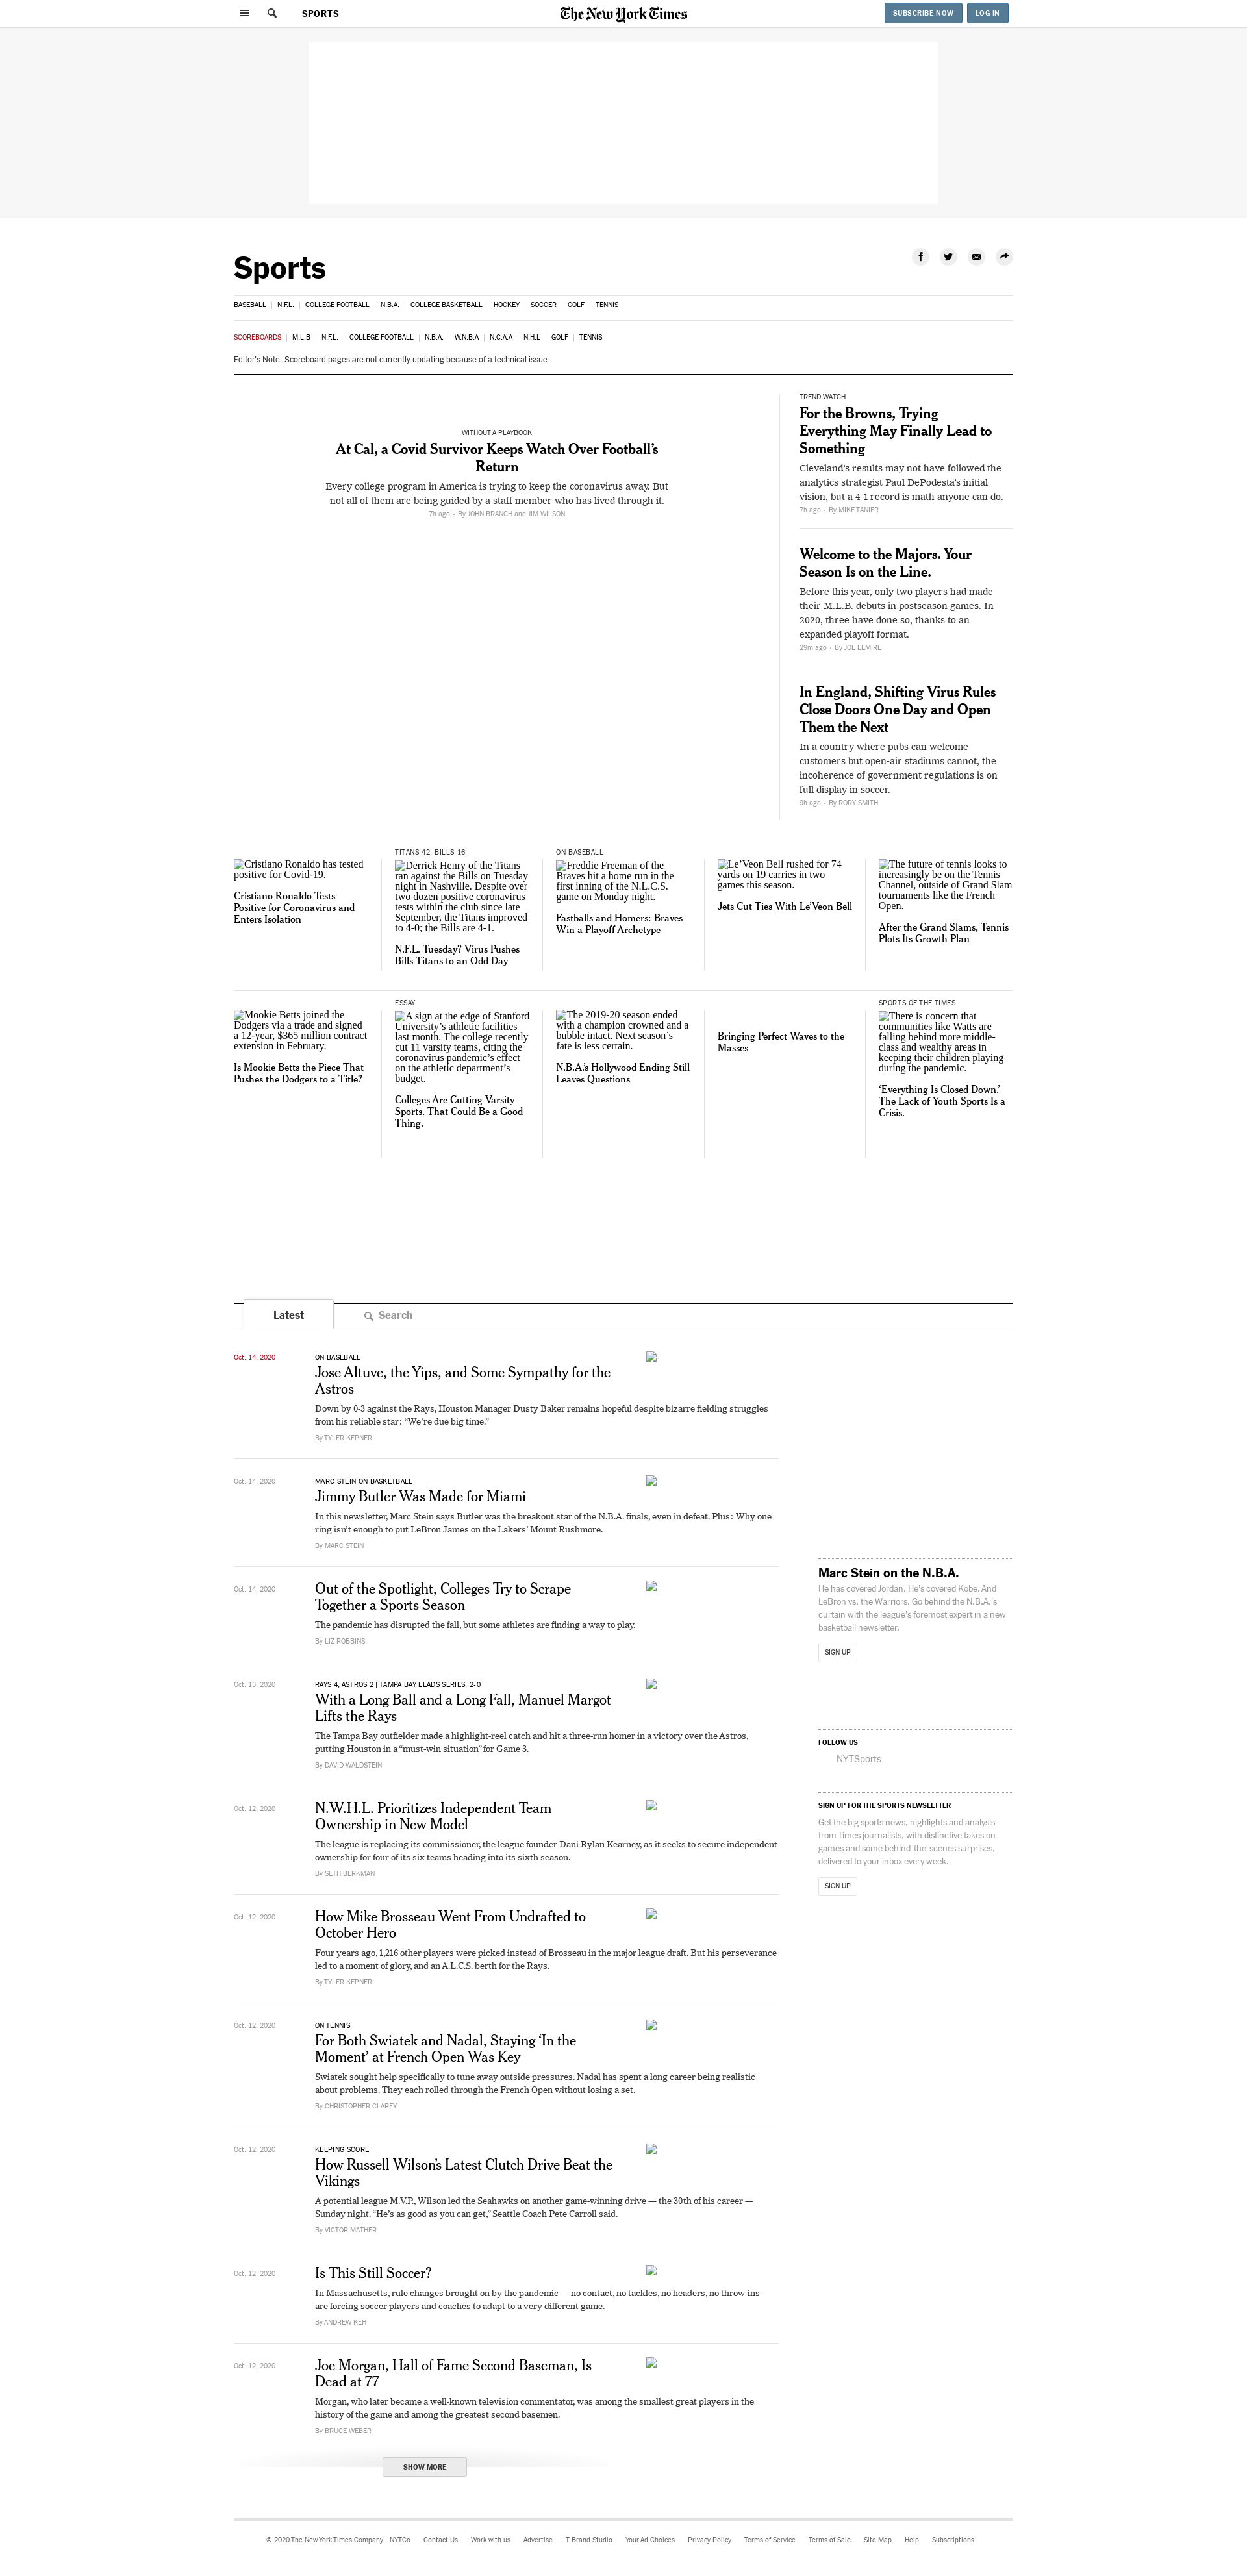 SPORTS
The New York Times
SUBSCRIBE NOW
LOG IN
Sports
BASEBALL | N.F.L. | COLLEGE FOOTBALL | N.B.A. | COLLEGE BASKETBALL | HOCKEY | SOCCER | GOLF | TENNIS
SCOREBOARDS | M.L.B | N.F.L. | COLLEGE FOOTBALL | N.B.A. | W.N.B.A | N.C.A.A | N.H.L | GOLF | TENNIS
Editor's Note: Scoreboard pages are not currently updating because of a technical issue.
WITHOUT A PLAYBOOK
At Cal, a Covid Survivor Keeps Watch Over Football’s
Return
Every college program in America is trying to keep the coronavirus away. But
not all of them are being guided by a staff member who has lived through it.
7h ago • By JOHN BRANCH and JIM WILSON
TREND WATCH
For the Browns, Trying
Everything May Finally Lead to
Something
Cleveland’s results may not have followed the
analytics strategist Paul DePodesta’s initial
vision, but a 4-1 record is math anyone can do.
7h ago • By MIKE TANIER
Welcome to the Majors. Your
Season Is on the Line.
Before this year, only two players had made
their M.L.B. debuts in postseason games. In
2020, three have done so, thanks to an
expanded playoff format.
29m ago • By JOE LEMIRE
In England, Shifting Virus Rules
Close Doors One Day and Open
Them the Next
In a country where pubs can welcome
customers but open-air stadiums cannot, the
incoherence of government regulations is on
full display in soccer.
9h ago • By RORY SMITH
Cristiano Ronaldo has tested
positive for Covid-19.
Cristiano Ronaldo Tests
Positive for Coronavirus and
Enters Isolation
TITANS 42, BILLS 16
Derrick Henry of the Titans
ran against the Bills on Tuesday
night in Nashville. Despite over
two dozen positive coronavirus
tests within the club since late
September, the Titans improved
to 4-0; the Bills are 4-1.
N.F.L. Tuesday? Virus Pushes
Bills-Titans to an Odd Day
ON BASEBALL
Freddie Freeman of the
Braves hit a home run in the
first inning of the N.L.C.S.
game on Monday night.
Fastballs and Homers: Braves
Win a Playoff Archetype
Le’Veon Bell rushed for 74
yards on 19 carries in two
games this season.
Jets Cut Ties With Le’Veon Bell
The future of tennis looks to
increasingly be on the Tennis
Channel, outside of Grand Slam
tournaments like the French
Open.
After the Grand Slams, Tennis
Plots Its Growth Plan
Mookie Betts joined the
Dodgers via a trade and signed
a 12-year, $365 million contract
extension in February.
Is Mookie Betts the Piece That
Pushes the Dodgers to a Title?
ESSAY
A sign at the edge of Stanford
University’s athletic facilities
last month. The college recently
cut 11 varsity teams, citing the
coronavirus pandemic’s effect
on the athletic department’s
budget.
Colleges Are Cutting Varsity
Sports. That Could Be a Good
Thing.
The 2019-20 season ended
with a champion crowned and a
bubble intact. Next season’s
fate is less certain.
N.B.A.’s Hollywood Ending Still
Leaves Questions
Bringing Perfect Waves to the
Masses
SPORTS OF THE TIMES
There is concern that
communities like Watts are
falling behind more middle-
class and wealthy areas in
keeping their children playing
during the pandemic.
‘Everything Is Closed Down.’
The Lack of Youth Sports Is a
Crisis.
Latest
Search
Oct. 14, 2020
ON BASEBALL
Jose Altuve, the Yips, and Some Sympathy for the
Astros
Down by 0-3 against the Rays, Houston Manager Dusty Baker remains hopeful despite bizarre fielding struggles
from his reliable star: “We’re due big time.”
By TYLER KEPNER
Oct. 14, 2020
MARC STEIN ON BASKETBALL
Jimmy Butler Was Made for Miami
In this newsletter, Marc Stein says Butler was the breakout star of the N.B.A. finals, even in defeat. Plus: Why one
ring isn’t enough to put LeBron James on the Lakers’ Mount Rushmore.
By MARC STEIN
Oct. 14, 2020
Out of the Spotlight, Colleges Try to Scrape
Together a Sports Season
The pandemic has disrupted the fall, but some athletes are finding a way to play.
By LIZ ROBBINS
Oct. 13, 2020
RAYS 4, ASTROS 2 | TAMPA BAY LEADS SERIES, 2-0
With a Long Ball and a Long Fall, Manuel Margot
Lifts the Rays
The Tampa Bay outfielder made a highlight-reel catch and hit a three-run homer in a victory over the Astros,
putting Houston in a “must-win situation” for Game 3.
By DAVID WALDSTEIN
Oct. 12, 2020
N.W.H.L. Prioritizes Independent Team
Ownership in New Model
The league is replacing its commissioner, the league founder Dani Rylan Kearney, as it seeks to secure independent
ownership for four of its six teams heading into its sixth season.
By SETH BERKMAN
Oct. 12, 2020
How Mike Brosseau Went From Undrafted to
October Hero
Four years ago, 1,216 other players were picked instead of Brosseau in the major league draft. But his perseverance
led to a moment of glory, and an A.L.C.S. berth for the Rays.
By TYLER KEPNER
Oct. 12, 2020
ON TENNIS
For Both Swiatek and Nadal, Staying ‘In the
Moment’ at French Open Was Key
Swiatek sought help specifically to tune away outside pressures. Nadal has spent a long career being realistic
about problems. They each rolled through the French Open without losing a set.
By CHRISTOPHER CLAREY
Oct. 12, 2020
KEEPING SCORE
How Russell Wilson’s Latest Clutch Drive Beat the
Vikings
A potential league M.V.P., Wilson led the Seahawks on another game-winning drive — the 30th of his career —
Sunday night. “He’s as good as you can get,” Seattle Coach Pete Carroll said.
By VICTOR MATHER
Oct. 12, 2020
Is This Still Soccer?
In Massachusetts, rule changes brought on by the pandemic — no contact, no tackles, no headers, no throw-ins —
are forcing soccer players and coaches to adapt to a very different game.
By ANDREW KEH
Oct. 12, 2020
Joe Morgan, Hall of Fame Second Baseman, Is
Dead at 77
Morgan, who later became a well-known television commentator, was among the smallest great players in the
history of the game and among the greatest second basemen.
By BRUCE WEBER
SHOW MORE
Marc Stein on the N.B.A.
He has covered Jordan. He's covered Kobe. And
LeBron vs. the Warriors. Go behind the N.B.A.'s
curtain with the league's foremost expert in a new
basketball newsletter.
SIGN UP
FOLLOW US
NYTSports
SIGN UP FOR THE SPORTS NEWSLETTER
Get the big sports news, highlights and analysis
from Times journalists, with distinctive takes on
games and some behind-the-scenes surprises,
delivered to your inbox every week.
SIGN UP
© 2020 The New York Times Company NYTCo Contact Us Work with us Advertise T Brand Studio Your Ad Choices Privacy Policy Terms of Service Terms of Sale Site Map Help Subscriptions